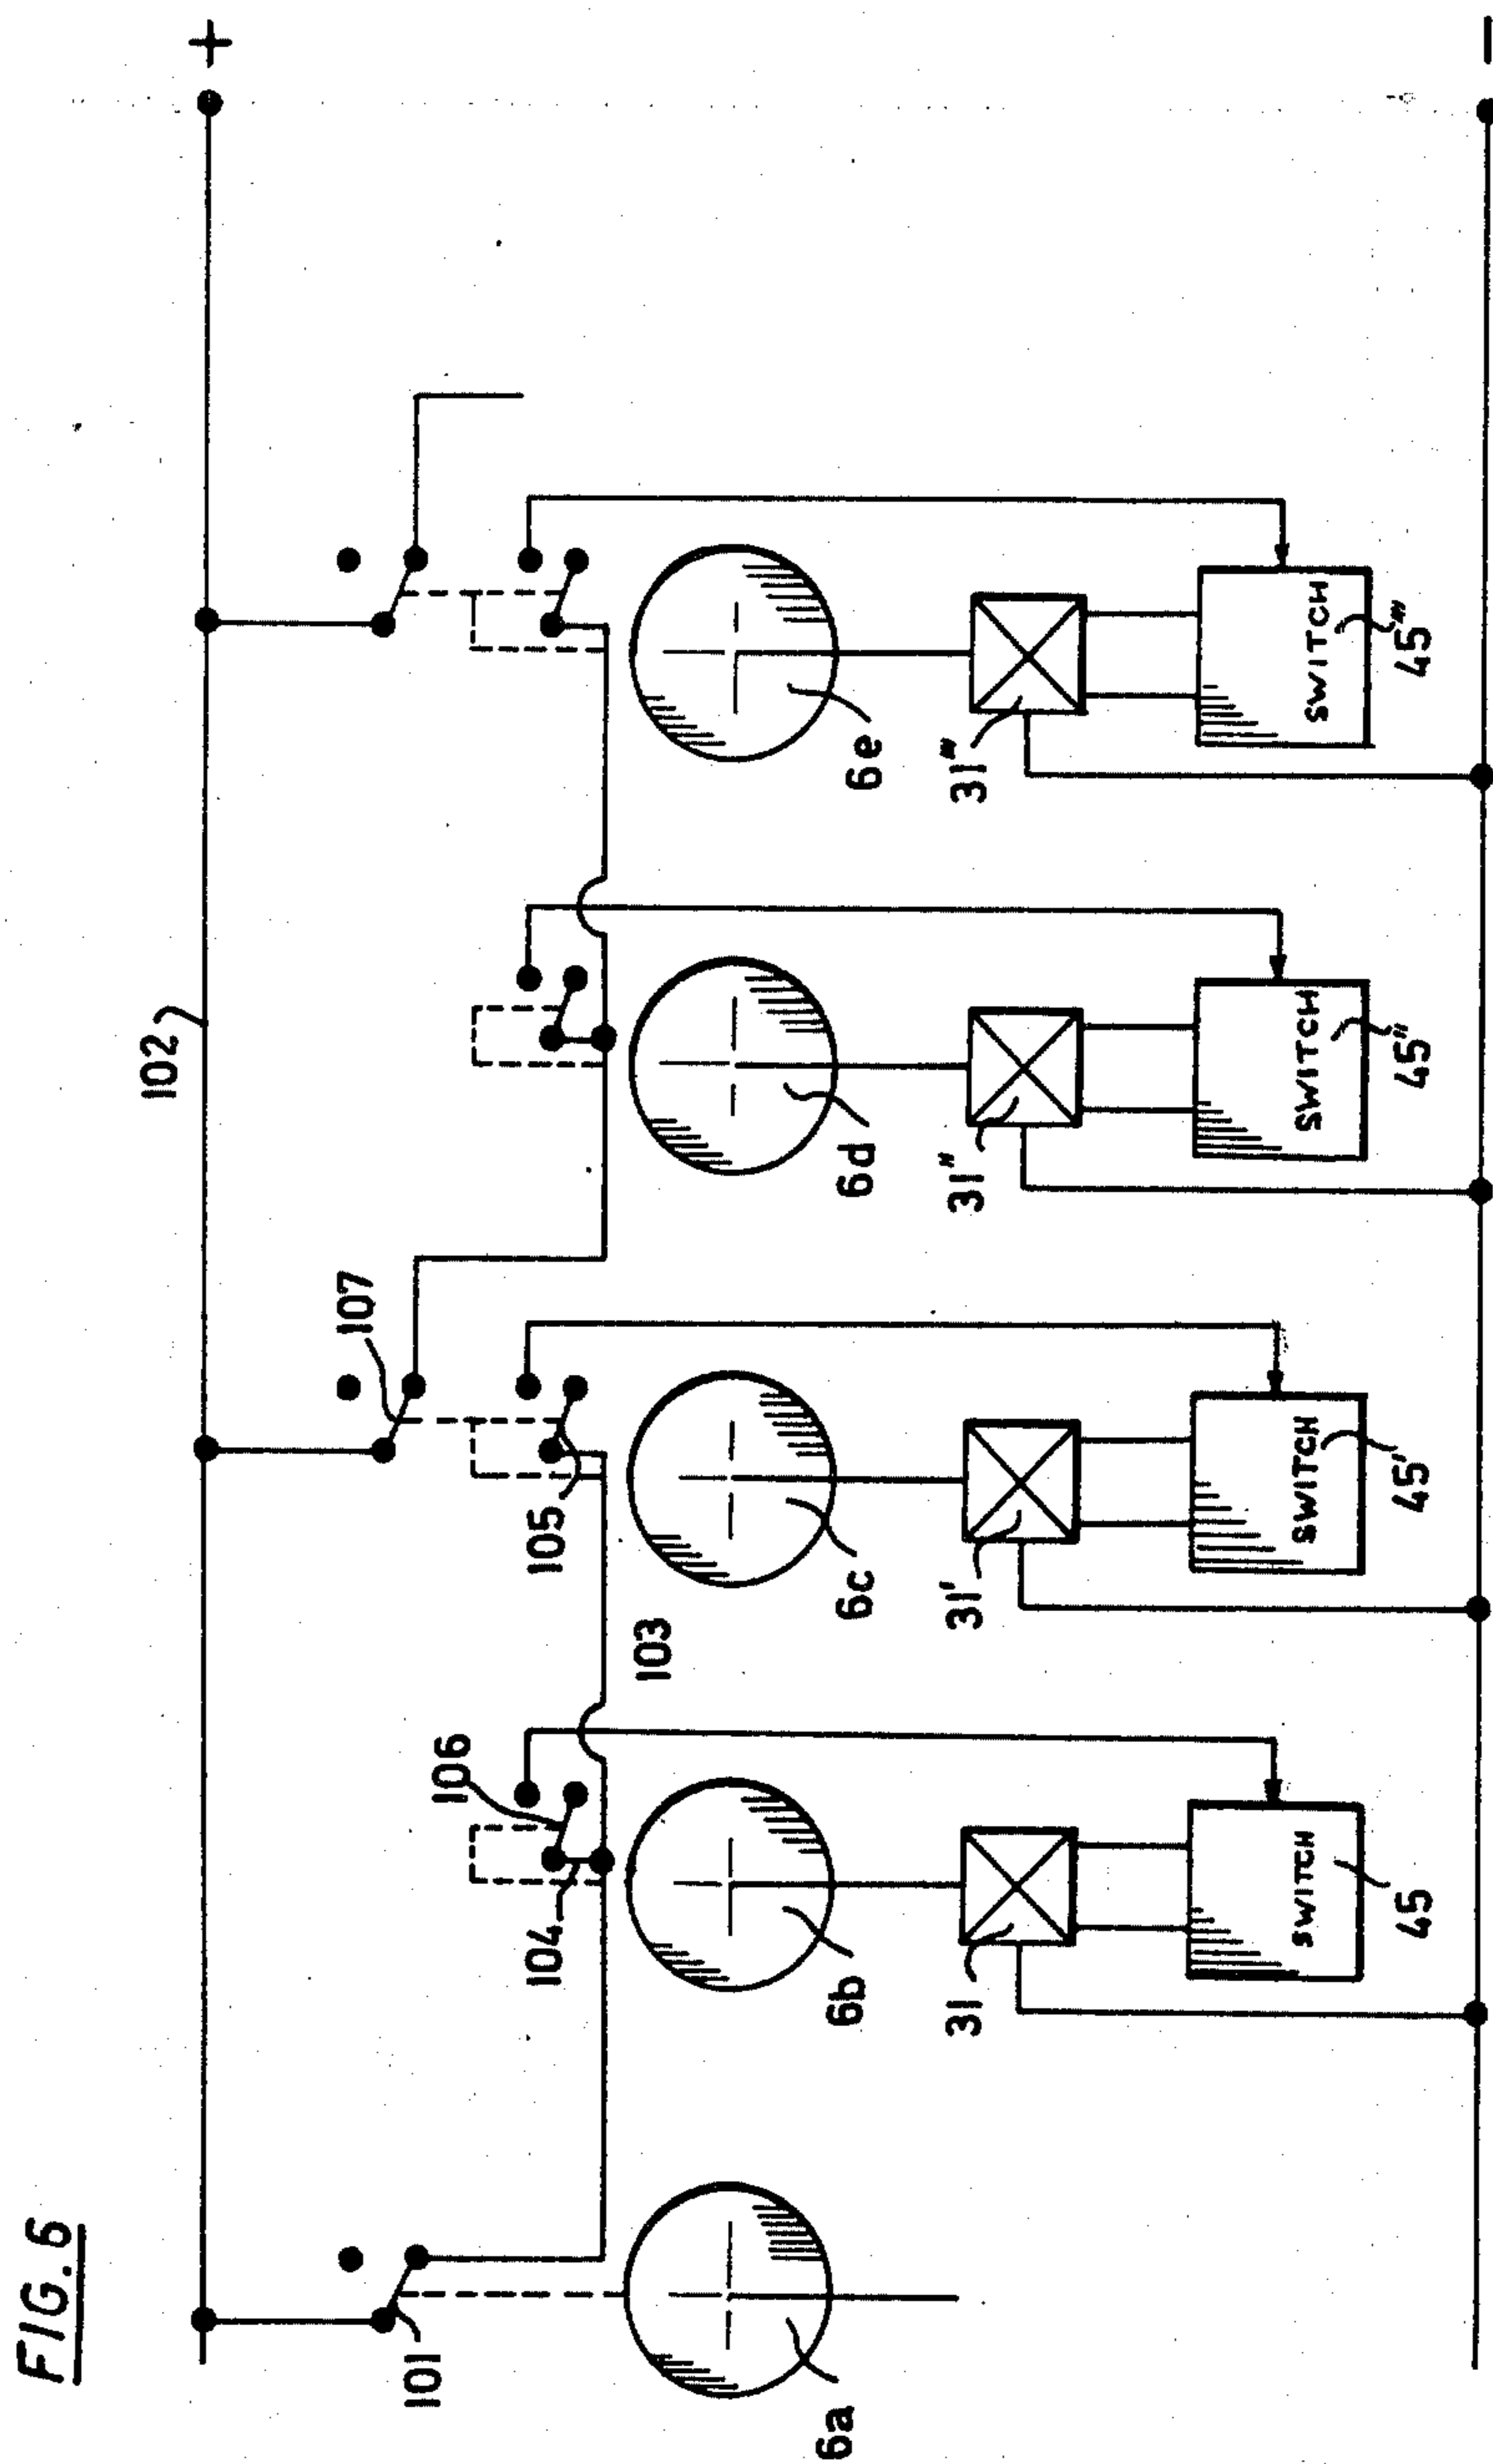 FIG. 6
+
102
107
106
101
104
105
103
6a
6b
6c
6d
6e
31
31'
31"
31"'
SWITCH
SWITCH
SWITCH
SWITCH
45
45'
45"
45"'
−